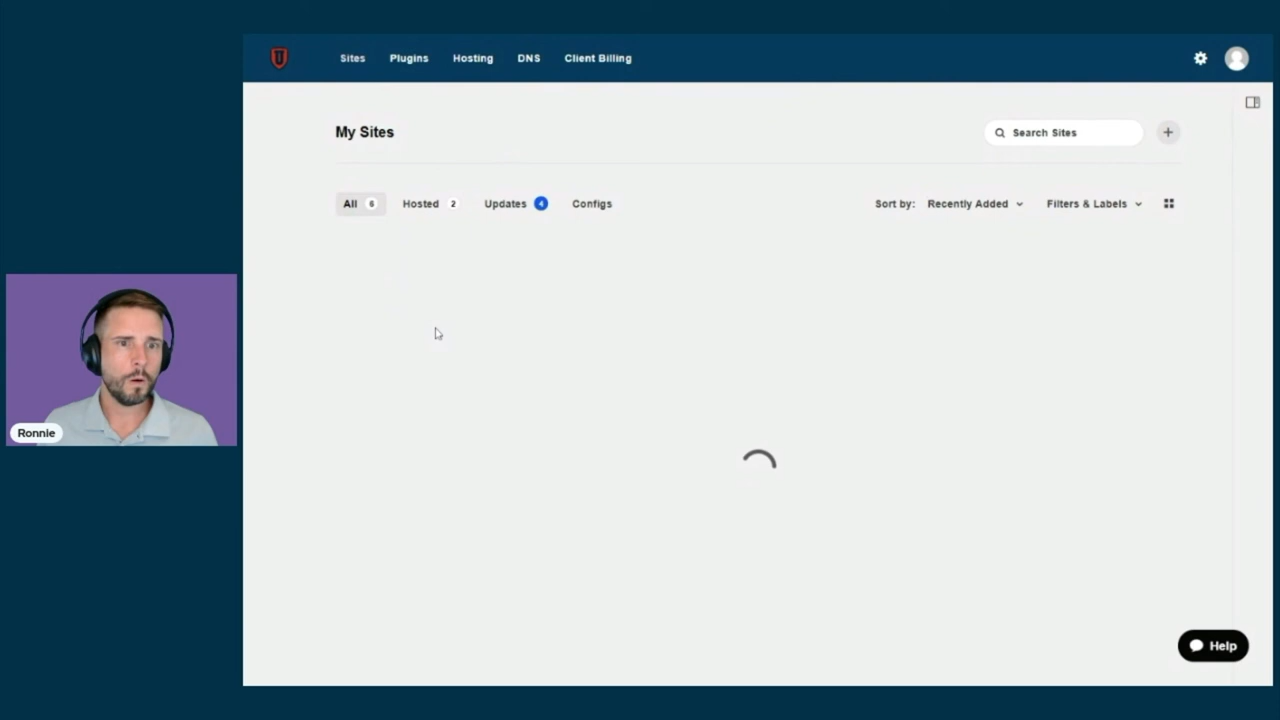 Sites Plugins Hosting DNS Client Billing
My Sites
Search Sites
All 6 Hosted 2 Updates 4 Configs
Sort by: Recently Added Filters & Labels
Ronnie
Help